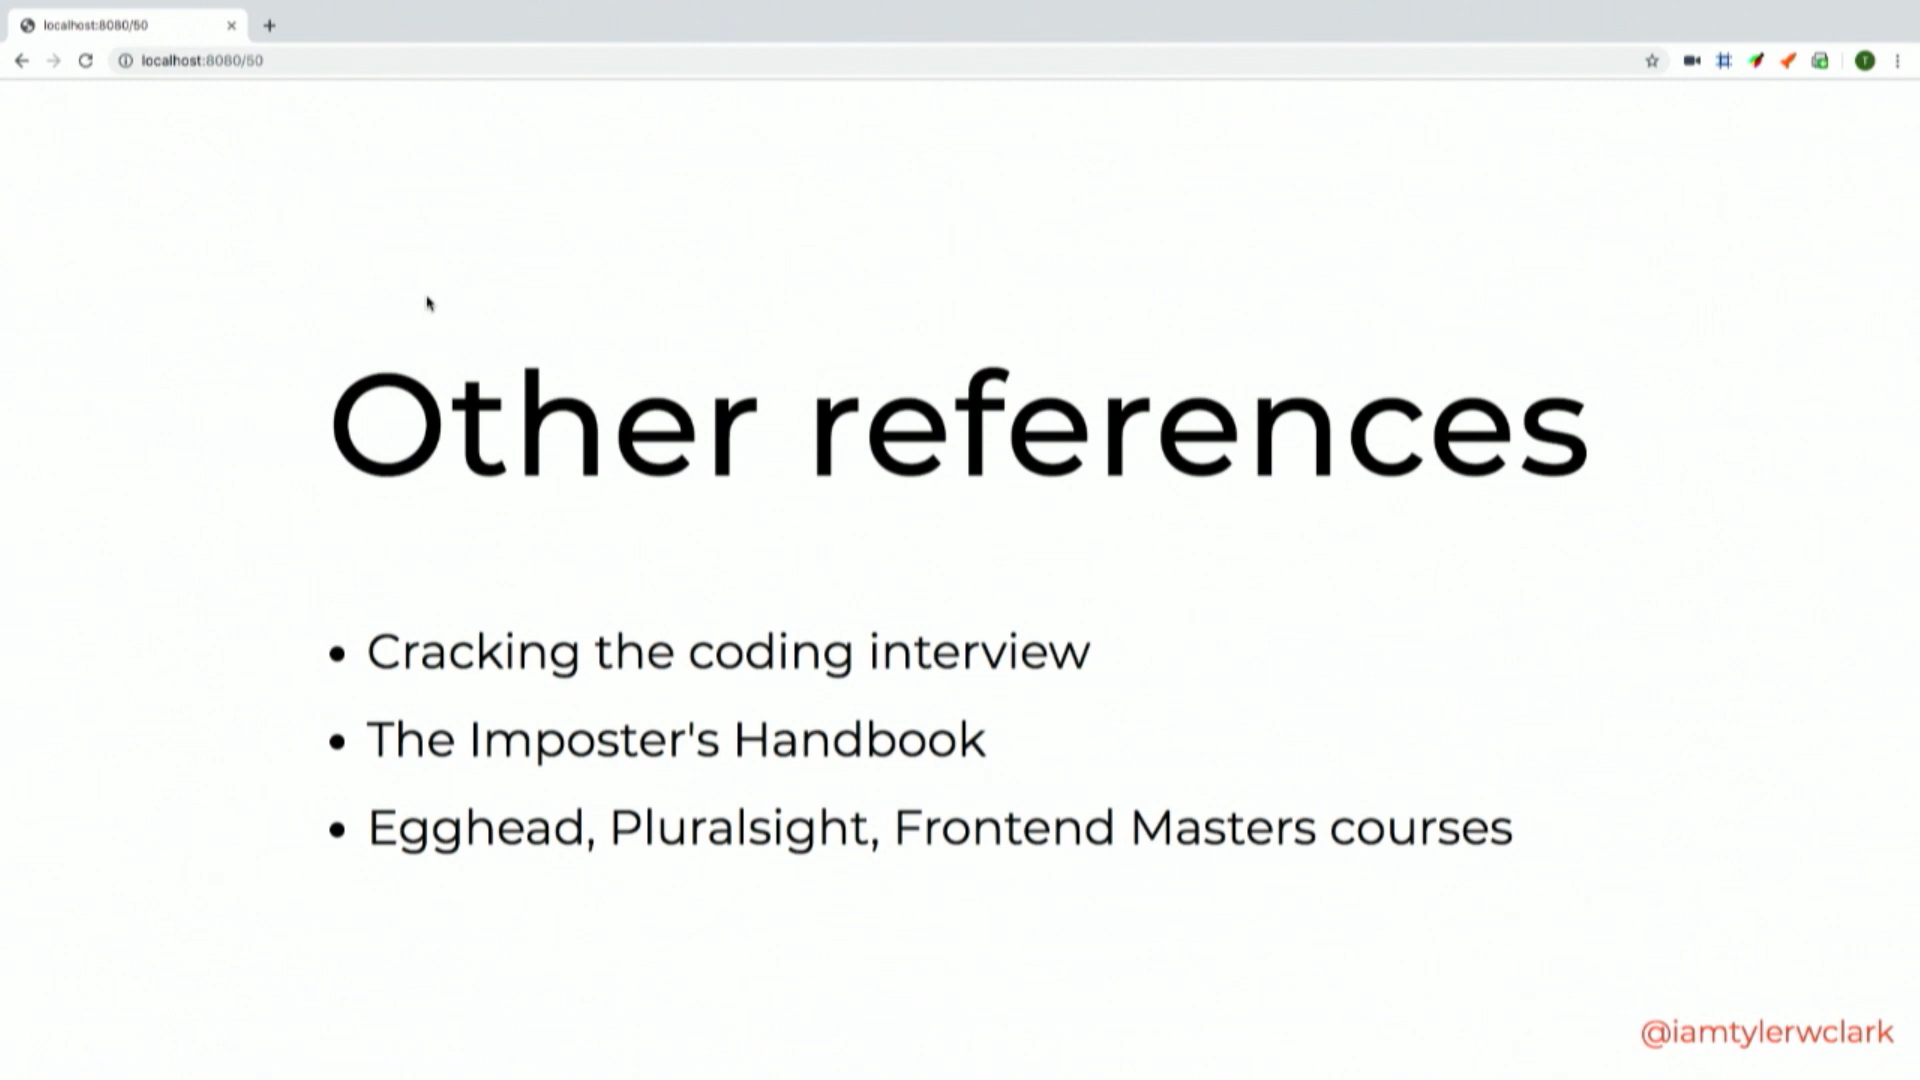 localhost:8080/50
localhost:8080/50
Other references
• Cracking the coding interview
• The Imposter's Handbook
• Egghead, Pluralsight, Frontend Masters courses
@iamtylerwclark